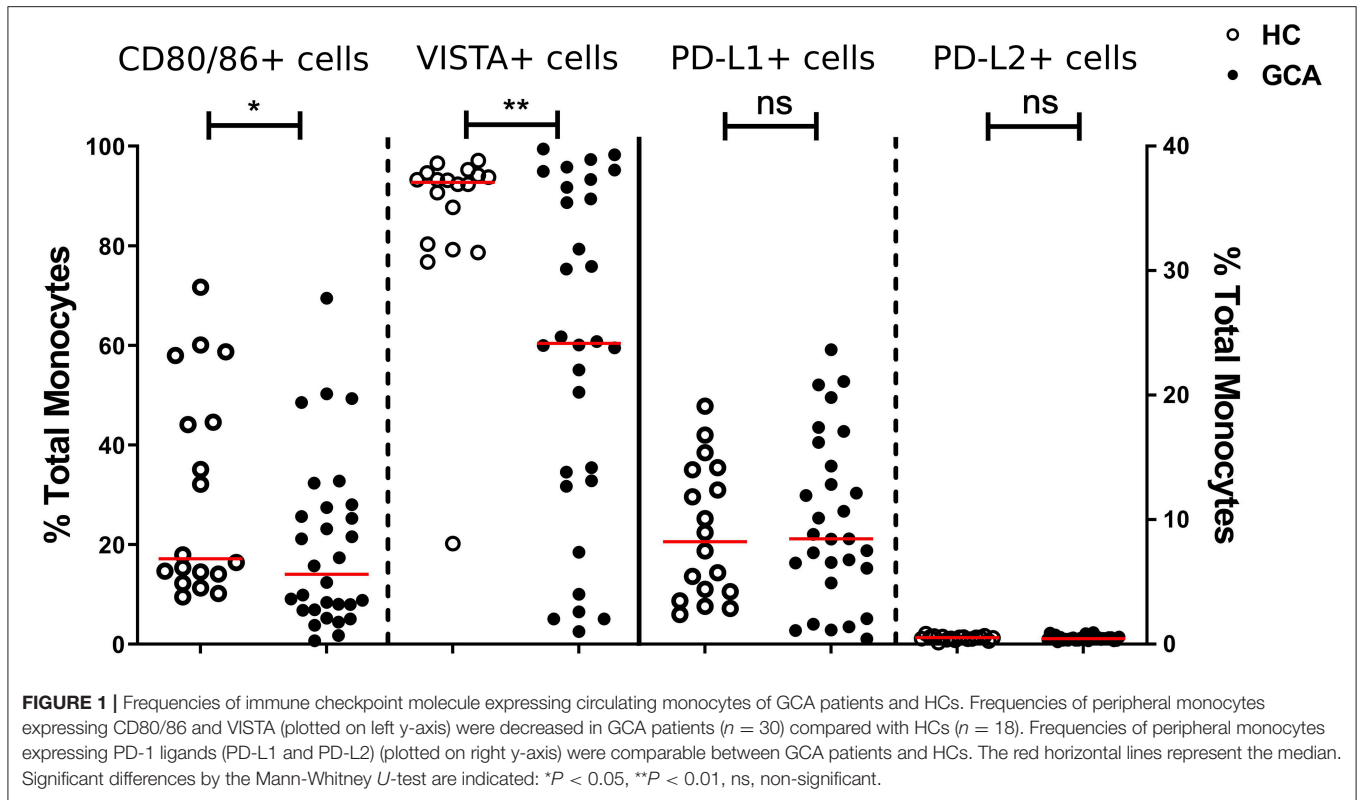 HC
GCA
CD80/86+ cells VISTA+ cells PD-L1+ cells PD-L2+ cells
* ** ns ns
% Total Monocytes
100
80
60
40
20
0
40
30
20
10
0
% Total Monocytes
FIGURE 1 | Frequencies of immune checkpoint molecule expressing circulating monocytes of GCA patients and HCs. Frequencies of peripheral monocytes
expressing CD80/86 and VISTA (plotted on left y-axis) were decreased in GCA patients (n = 30) compared with HCs (n = 18). Frequencies of peripheral monocytes
expressing PD-1 ligands (PD-L1 and PD-L2) (plotted on right y-axis) were comparable between GCA patients and HCs. The red horizontal lines represent the median.
Significant differences by the Mann-Whitney U-test are indicated: *P < 0.05, **P < 0.01, ns, non-significant.